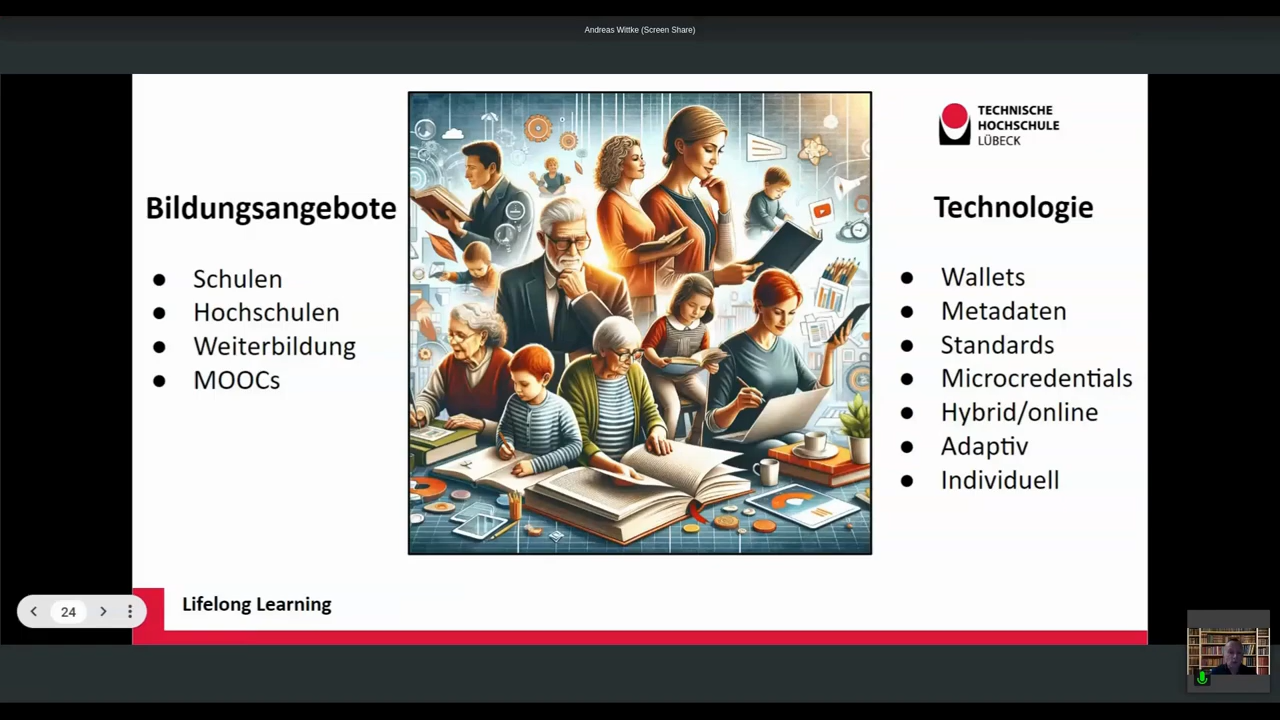 Andreas Wittke (Screen Share)
TECHNISCHE
HOCHSCHULE
LÜBECK
Bildungsangebote
● Schulen
● Hochschulen
● Weiterbildung
● MOOCs
Technologie
● Wallets
● Metadaten
● Standards
● Microcredentials
● Hybrid/online
● Adaptiv
● Individuell
24
Lifelong Learning